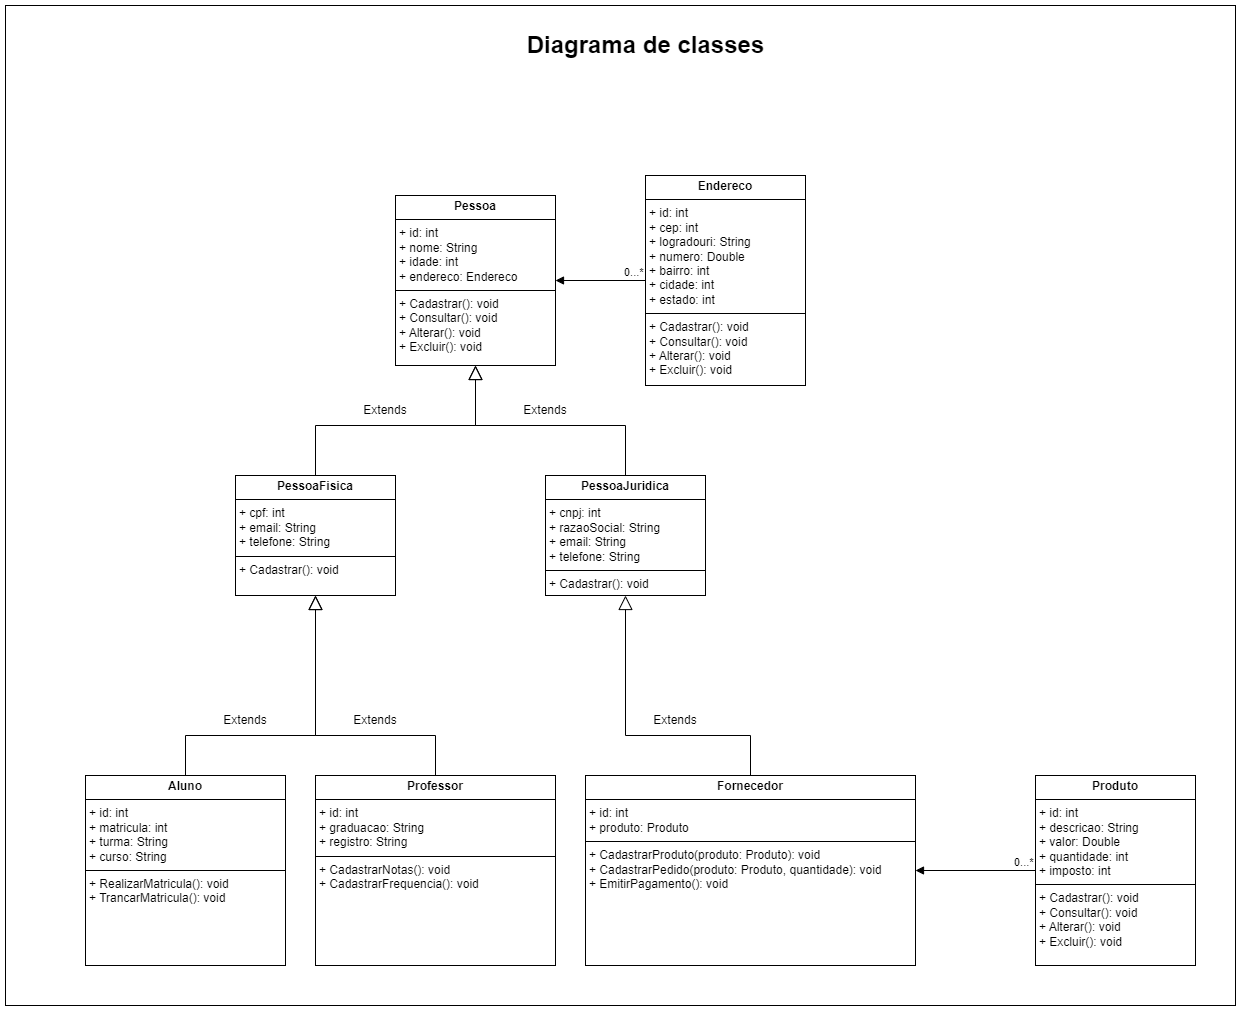 Diagrama de classes
Pessoa
+ id: int
+ nome: String
+ idade: int
+ endereco: Endereco
+ Cadastrar(): void
+ Consultar(): void
+ Alterar(): void
+ Excluir(): void
0...*
Endereco
+ id: int
+ cep: int
+ logradouri: String
+ numero: Double
+ bairro: int
+ cidade: int
+ estado: int
+ Cadastrar(): void
+ Consultar(): void
+ Alterar(): void
+ Excluir(): void
Extends
Extends
PessoaFisica
+ cpf: int
+ email: String
+ telefone: String
+ Cadastrar(): void
PessoaJuridica
+ cnpj: int
+ razaoSocial: String
+ email: String
+ telefone: String
+ Cadastrar(): void
Extends
Extends
Extends
Aluno
+ id: int
+ matricula: int
+ turma: String
+ curso: String
+ RealizarMatricula(): void
+ TrancarMatricula(): void
Professor
+ id: int
+ graduacao: String
+ registro: String
+ CadastrarNotas(): void
+ CadastrarFrequencia(): void
Fornecedor
+ id: int
+ produto: Produto
+ CadastrarProduto(produto: Produto): void
+ CadastrarPedido(produto: Produto, quantidade): void
+ EmitirPagamento(): void
0...*
Produto
+ id: int
+ descricao: String
+ valor: Double
+ quantidade: int
+ imposto: int
+ Cadastrar(): void
+ Consultar(): void
+ Alterar(): void
+ Excluir(): void